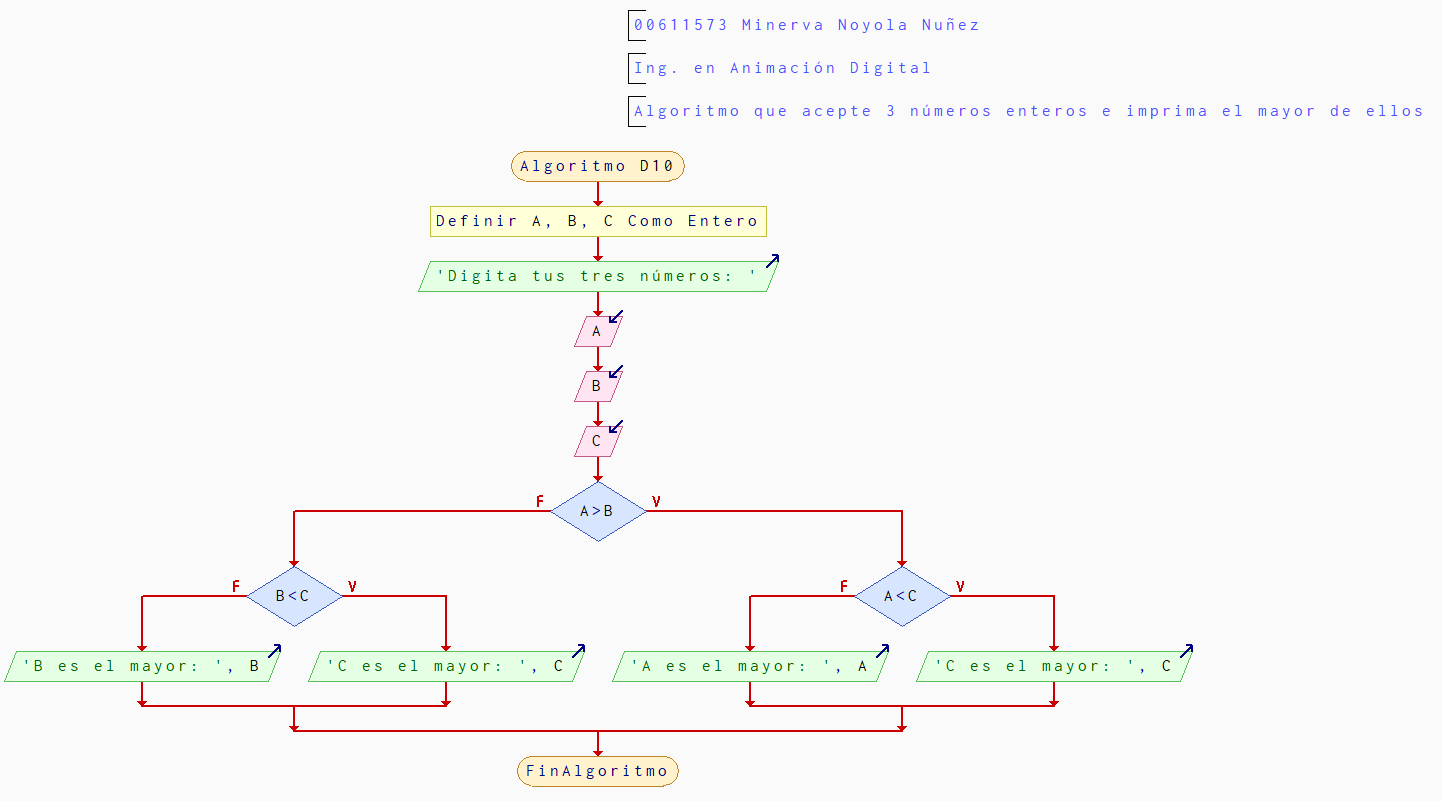 00611573 Minerva Noyola Nuñez
Ing. en Animación Digital
Algoritmo que acepte 3 números enteros e imprima el mayor de ellos
Algoritmo D10
Definir A, B, C Como Entero
'Digita tus tres números: '
A
B
C
F
V
A>B
F
V
F
V
B<C
A<C
'B es el mayor: ', B
'C es el mayor: ', C
'A es el mayor: ', A
'C es el mayor: ', C
FinAlgoritmo